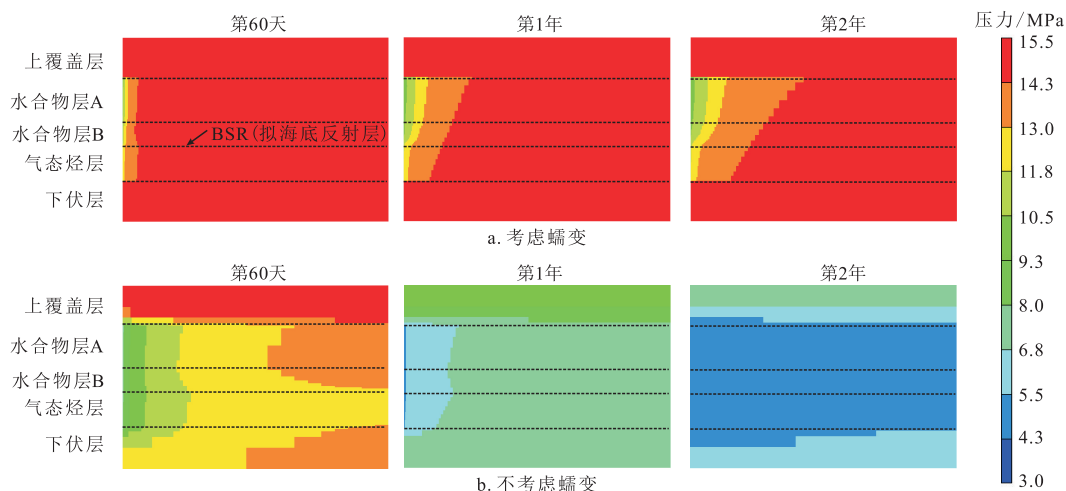 第60天
第1年
第2年
压力/MPa
上覆盖层
水合物层A
水合物层B
气态烃层
下伏层
BSR(拟海底反射层)
a. 考虑蠕变
第60天
第1年
第2年
上覆盖层
水合物层A
水合物层B
气态烃层
下伏层
b. 不考虑蠕变
15.5
14.3
13.0
11.8
10.5
9.3
8.0
6.8
5.5
4.3
3.0